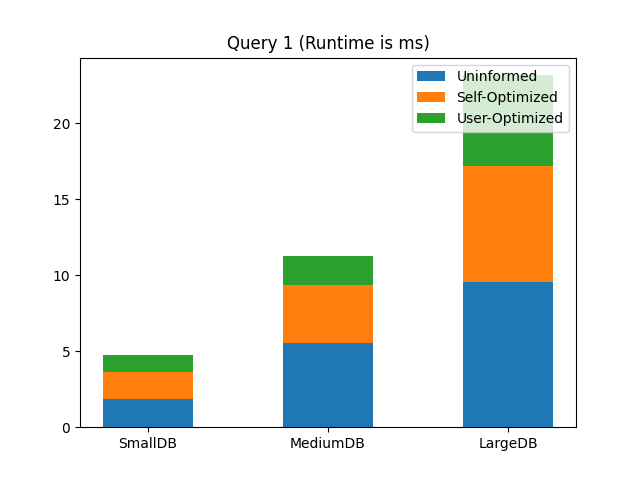 Query 1 (Runtime is ms)
Uninformed
Self-Optimized
User-Optimized
20
15
10
5
0
SmallDB
MediumDB
LargeDB